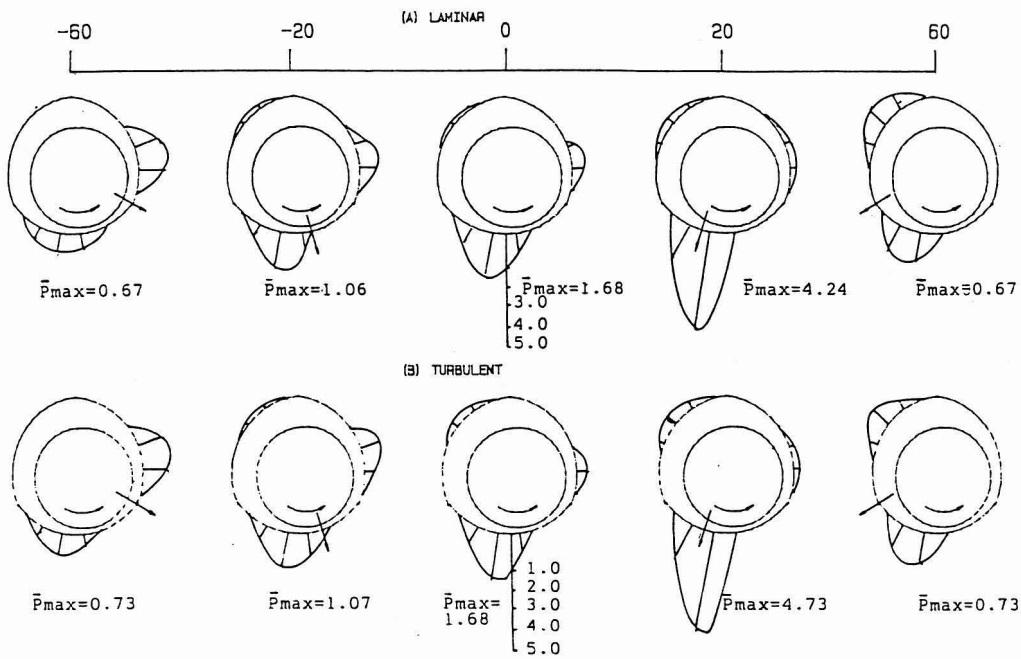 (A) LAMINAR
-60 -20 0 20 60
P̄max=0.67 P̄max=1.06 P̄max=1.68 P̄max=4.24 P̄max=0.67
3.0
4.0
5.0
(B) TURBULENT
1.0
2.0
3.0
4.0
5.0
P̄max=0.73 P̄max=1.07 P̄max=
1.68 P̄max=4.73 P̄max=0.73